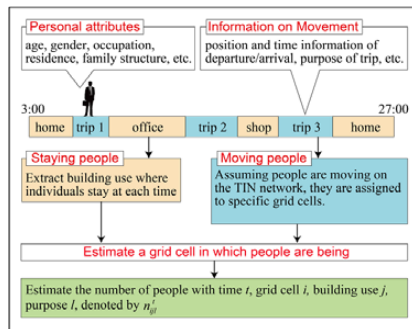 Personal attributes
age, gender, occupation,
residence, family structure, etc.
Information on Movement
position and time information of
departure/arrival, purpose of trip, etc.
3:00
27:00
home
trip 1
office
trip 2
shop
trip 3
home
Staying people
Extract building use where
individuals stay at each time
Moving people
Assuming people are moving on
the TIN network, they are assigned
to specific grid cells.
Estimate a grid cell in which people are being
Estimate the number of people with time t, grid cell i, building use j,
purpose l, denoted by n_{ijl}^{t}